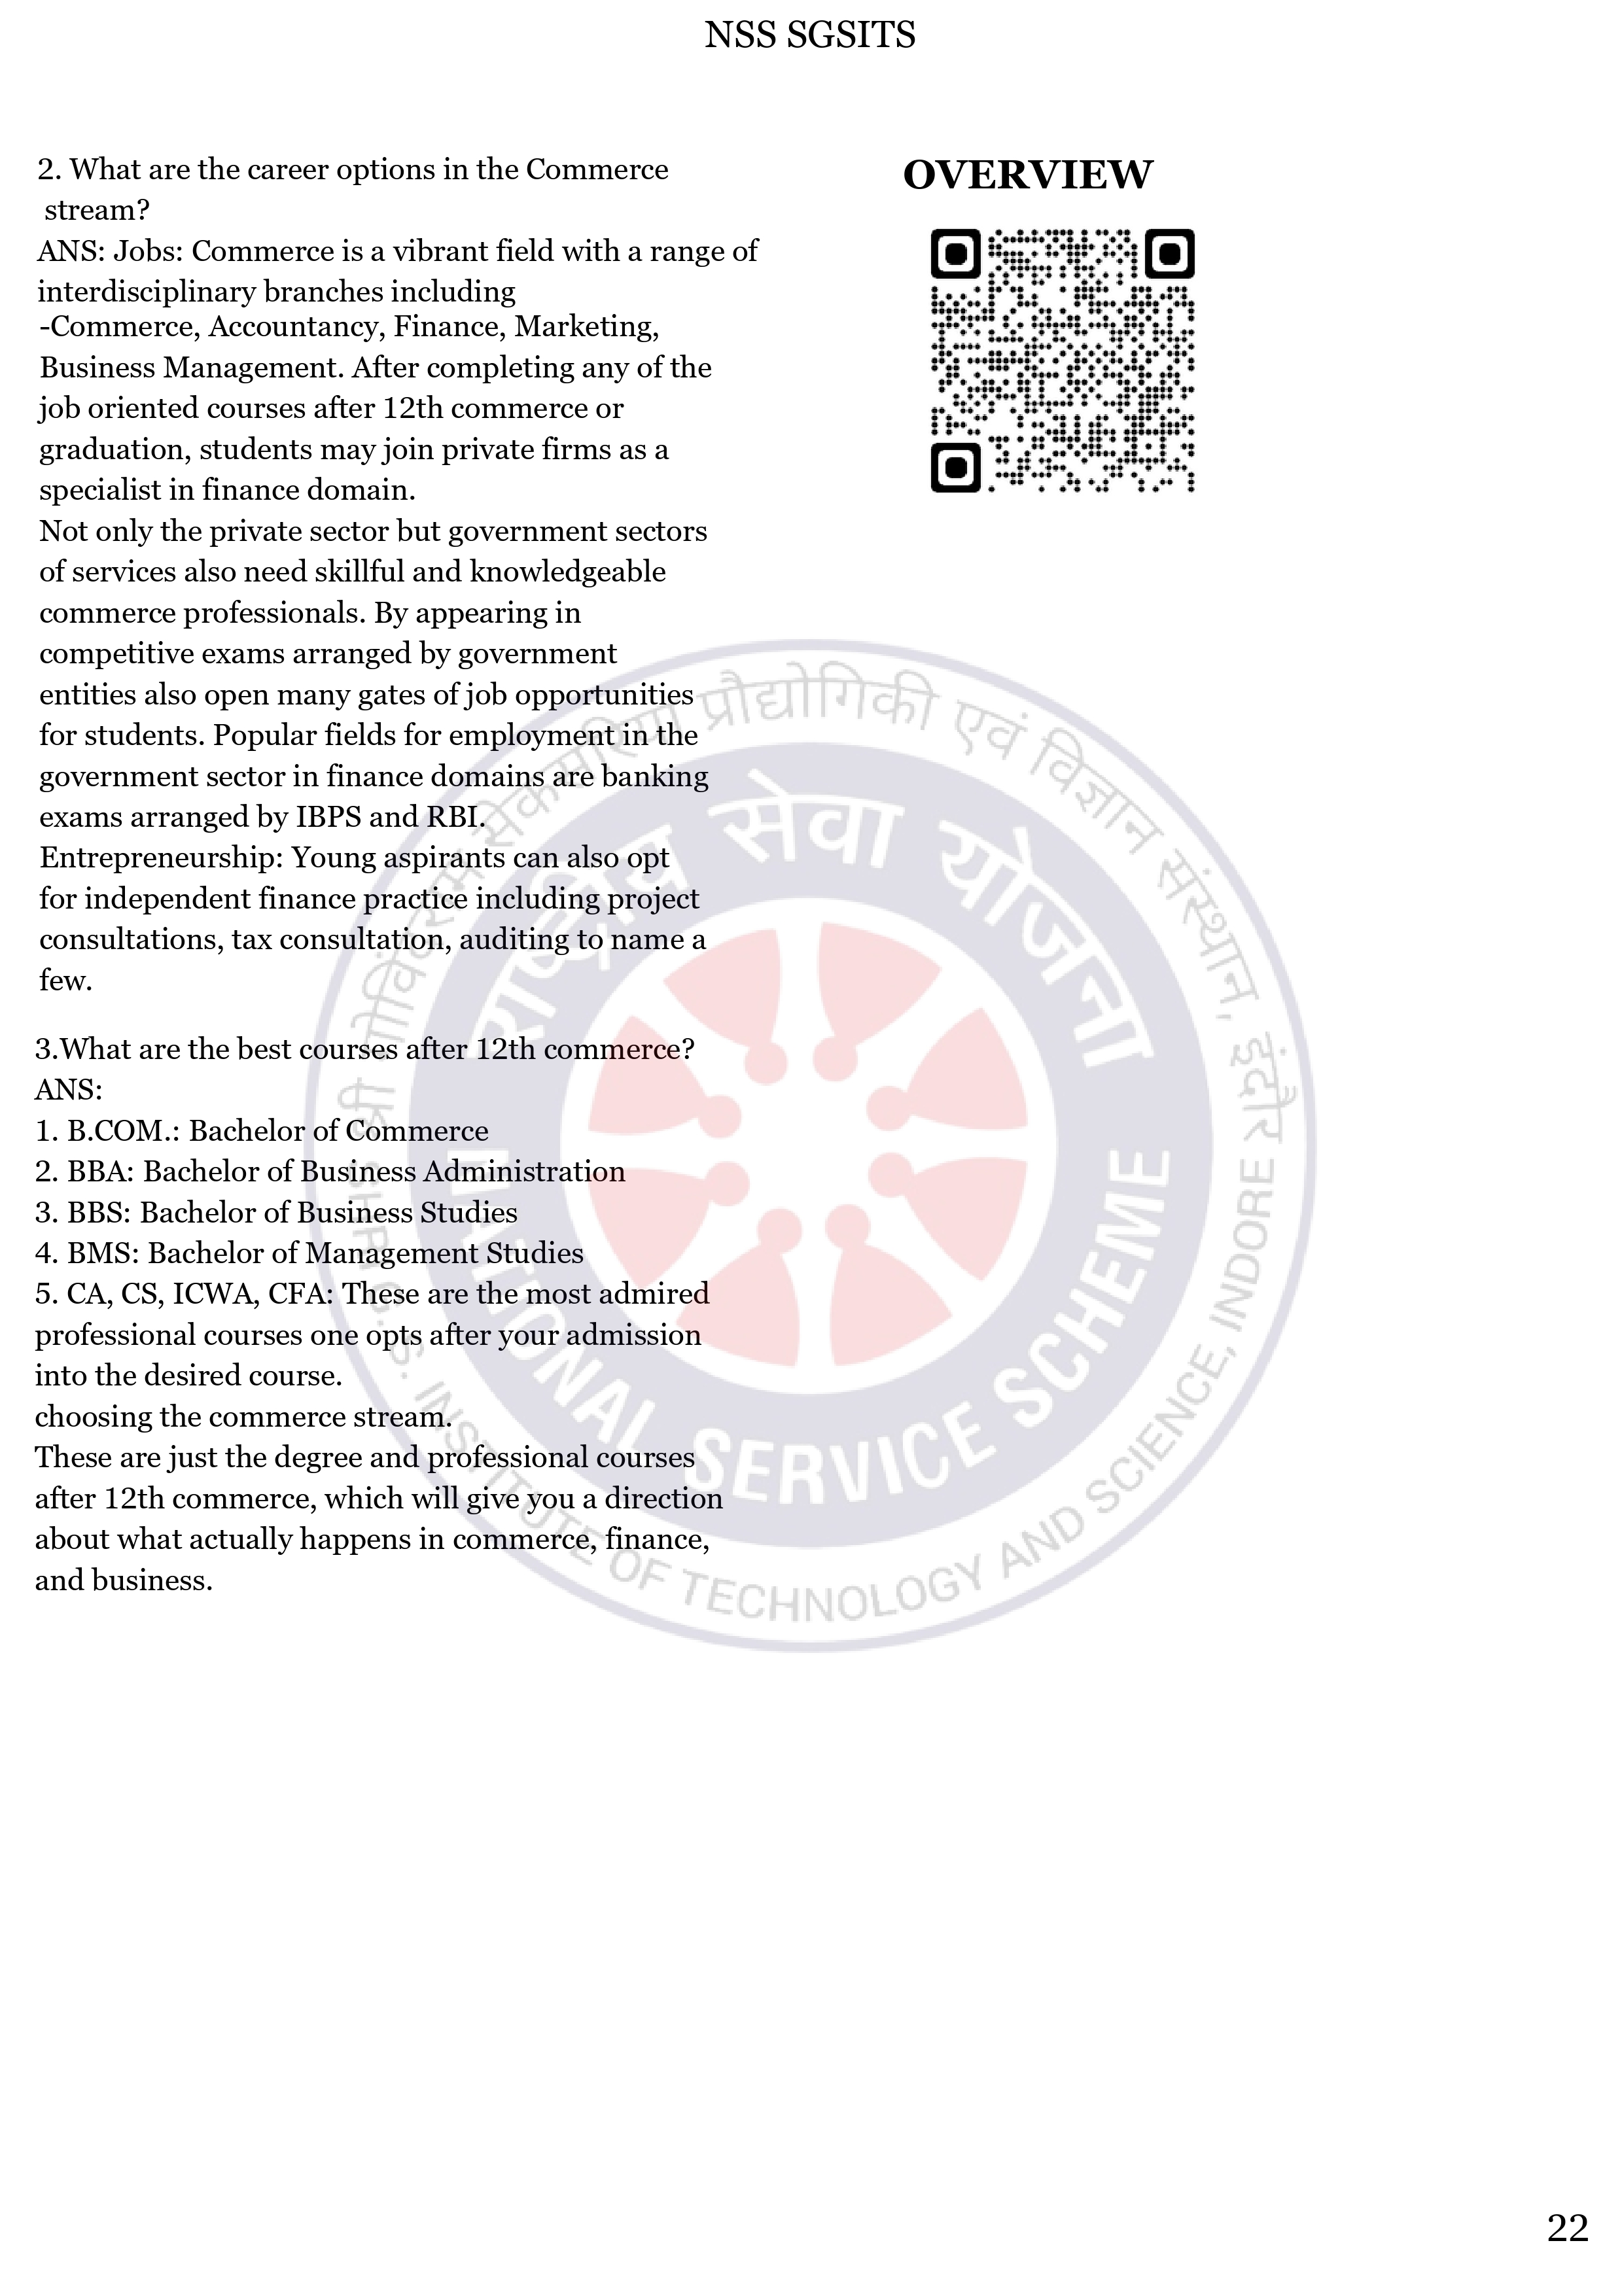 NSS SGSITS
2. What are the career options in the Commerce
stream?
ANS: Jobs: Commerce is a vibrant field with a range of
interdisciplinary branches including
-Commerce, Accountancy, Finance, Marketing,
Business Management. After completing any of the
job oriented courses after 12th commerce or
graduation, students may join private firms as a
specialist in finance domain.
Not only the private sector but government sectors
of services also need skillful and knowledgeable
commerce professionals. By appearing in
competitive exams arranged by government
entities also open many gates of job opportunities
for students. Popular fields for employment in the
government sector in finance domains are banking
exams arranged by IBPS and RBI.
Entrepreneurship: Young aspirants can also opt
for independent finance practice including project
consultations, tax consultation, auditing to name a
few.
3.What are the best courses after 12th commerce?
ANS:
1. B.COM.: Bachelor of Commerce
2. BBA: Bachelor of Business Administration
3. BBS: Bachelor of Business Studies
4. BMS: Bachelor of Management Studies
5. CA, CS, ICWA, CFA: These are the most admired
professional courses one opts after your admission
into the desired course.
choosing the commerce stream.
These are just the degree and professional courses
after 12th commerce, which will give you a direction
about what actually happens in commerce, finance,
and business.
OVERVIEW
श्री गोविंदराम सेकसरिया प्रौद्योगिकी एवं विज्ञान संस्थान, इंदौर
राष्ट्रीय सेवा योजना
NATIONAL SERVICE SCHEME
G. S. INSTITUTE OF TECHNOLOGY AND SCIENCE, INDORE
22